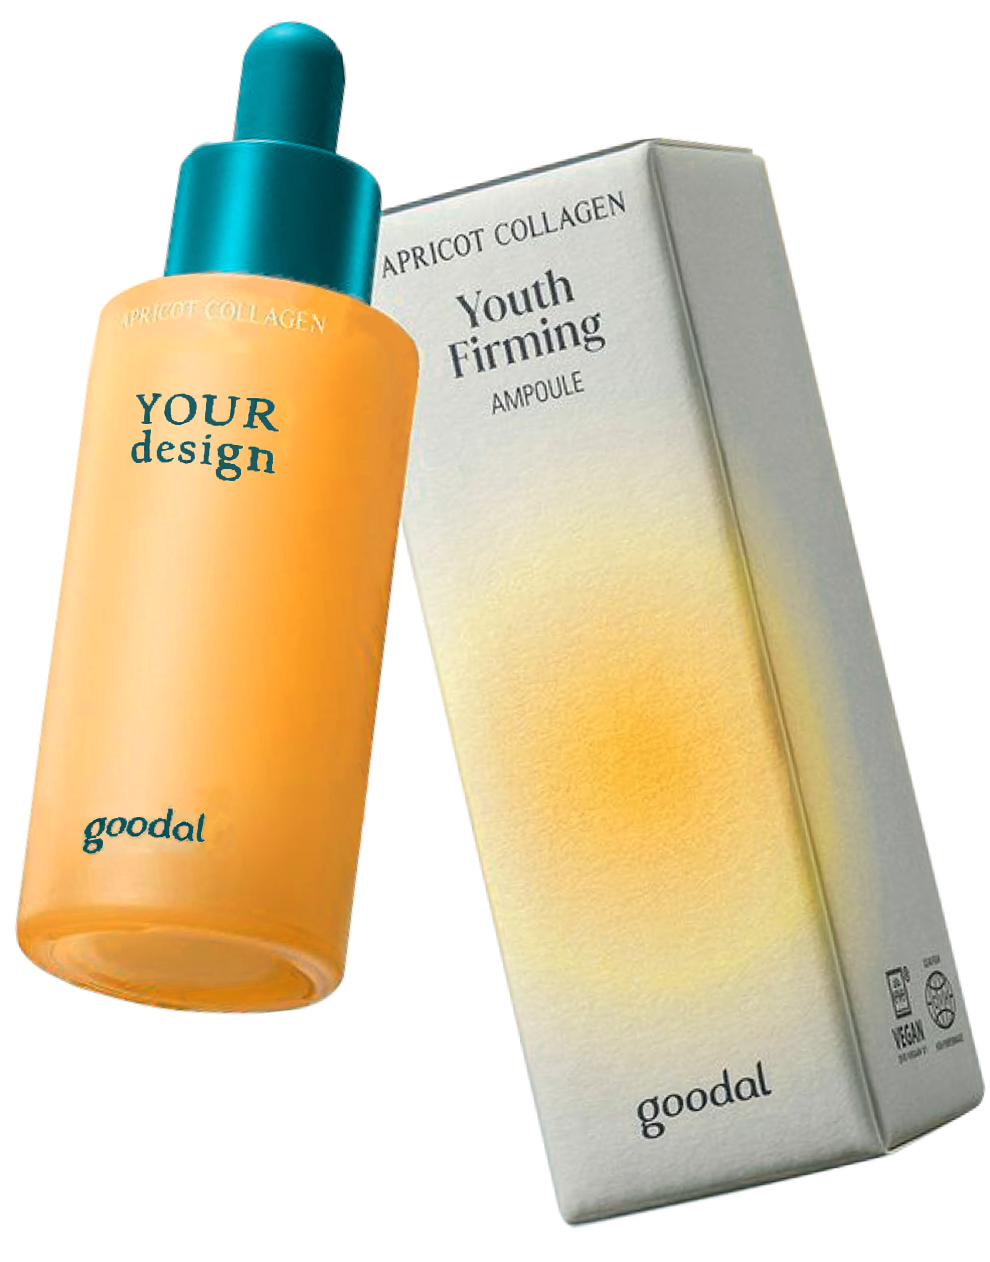 APRICOT COLLAGEN
YOUR
design
goodal
APRICOT COLLAGEN
Youth
Firming
AMPOULE
goodal
VEGAN